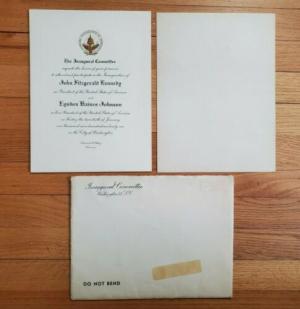 The Inaugural Committee
requests the honor of your presence
to attend and participate in the Inauguration of
John Fitzgerald Kennedy
as President of the United States of America
and
Lyndon Baines Johnson
as Vice President of the United States of America
on Friday the twentieth of January
one thousand nine hundred and sixty one
in the City of Washington
Inaugural Committee
Washington 25, D.C.
DO NOT BEND